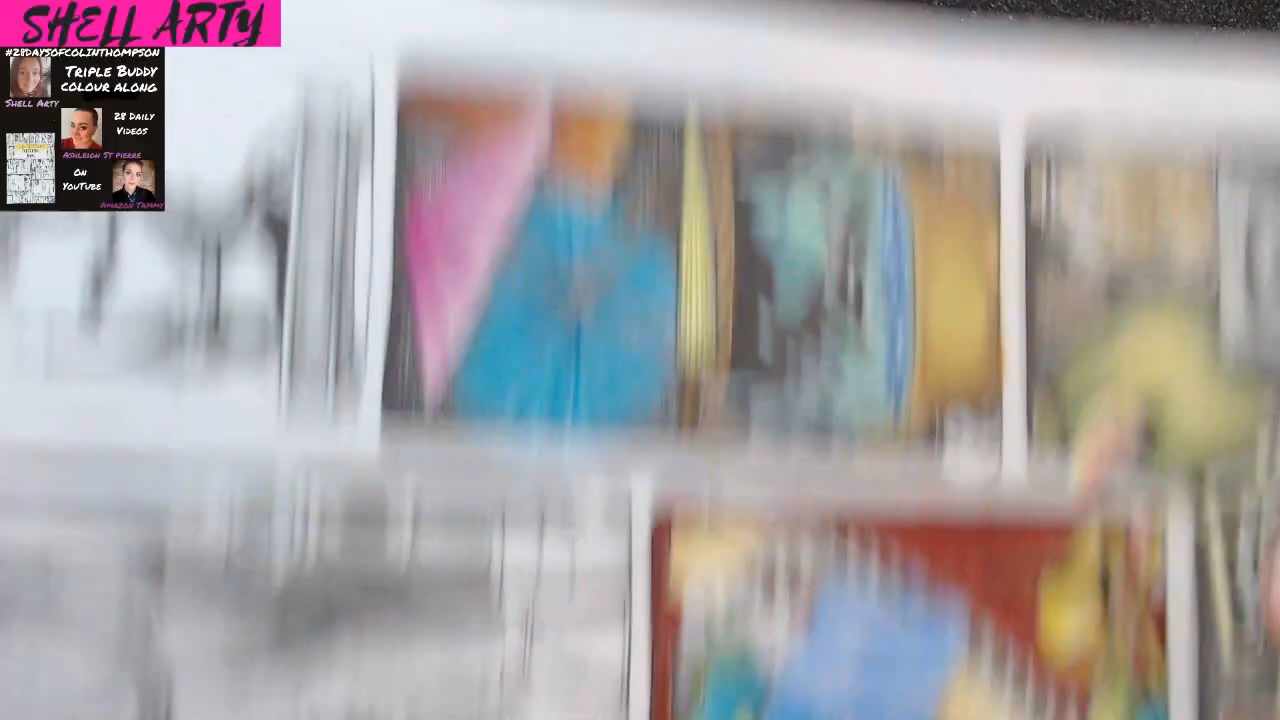 SHELL ARTY
#28DAYSOFCOLINTHOMPSON
TRIPLE BUDDY
COLOUR ALONG
SHELL ARTY
28 DAILY
VIDEOS
ASHLEIGH ST PIERRE
ON
YOUTUBE
AMAZON TAMMY